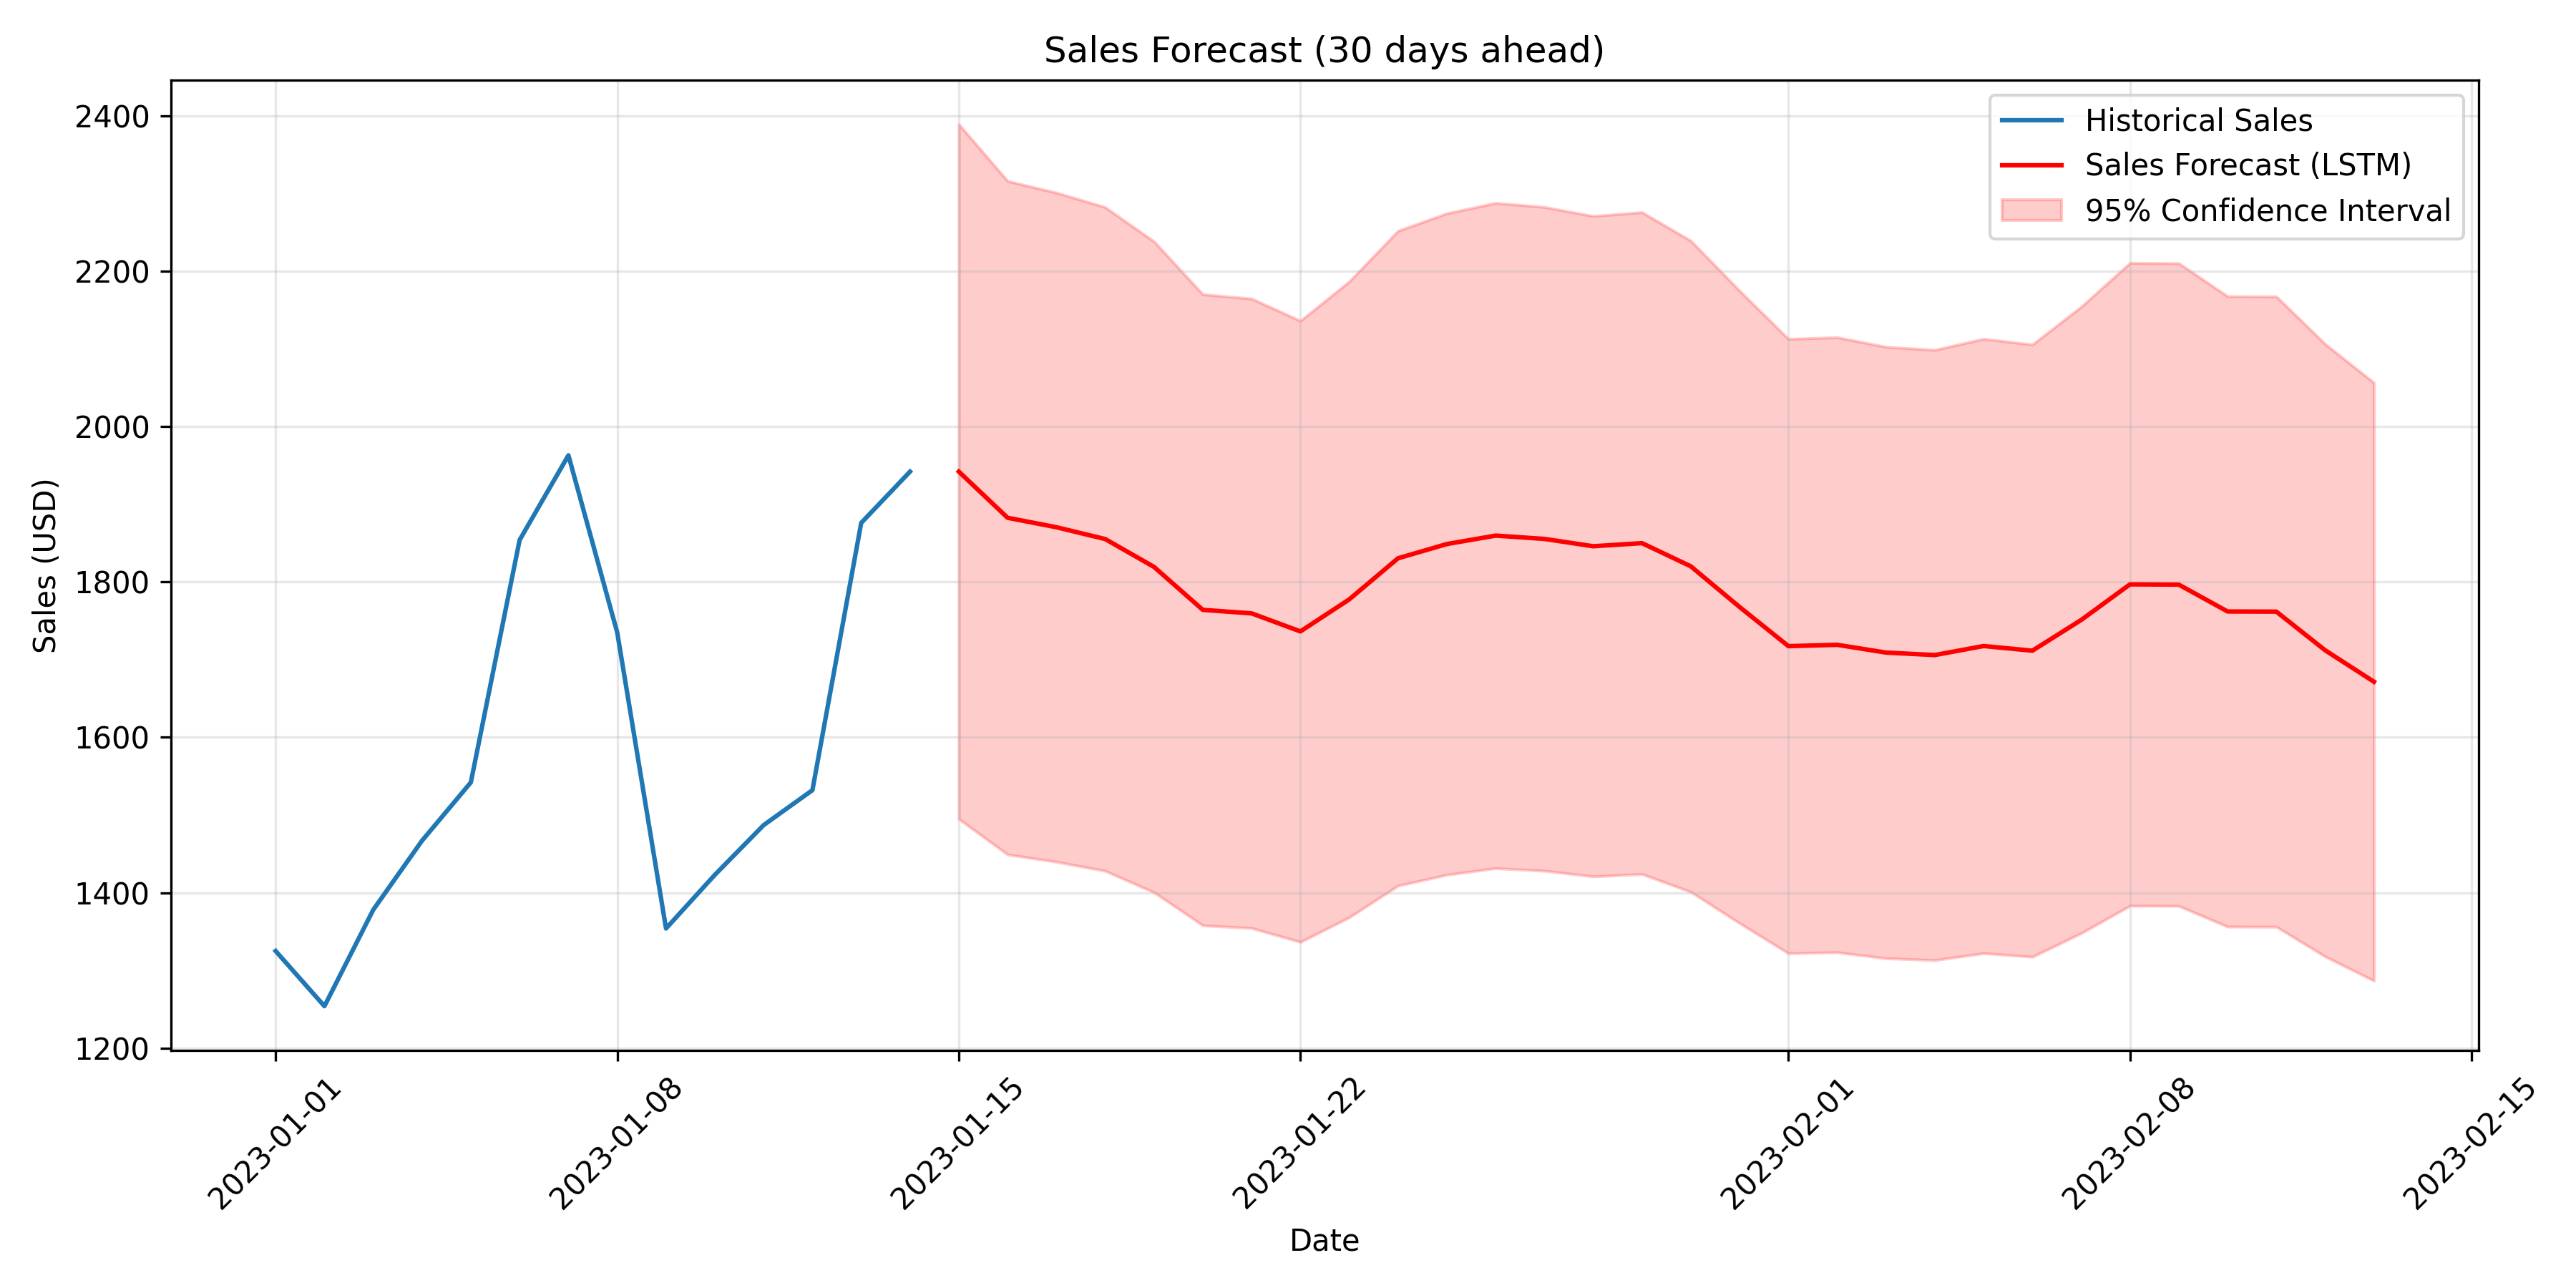 Sales Forecast (30 days ahead)
Historical Sales
Sales Forecast (LSTM)
95% Confidence Interval
2400
2200
2000
1800
1600
1400
1200
Sales (USD)
2023-01-01
2023-01-08
2023-01-15
2023-01-22
2023-02-01
2023-02-08
2023-02-15
Date